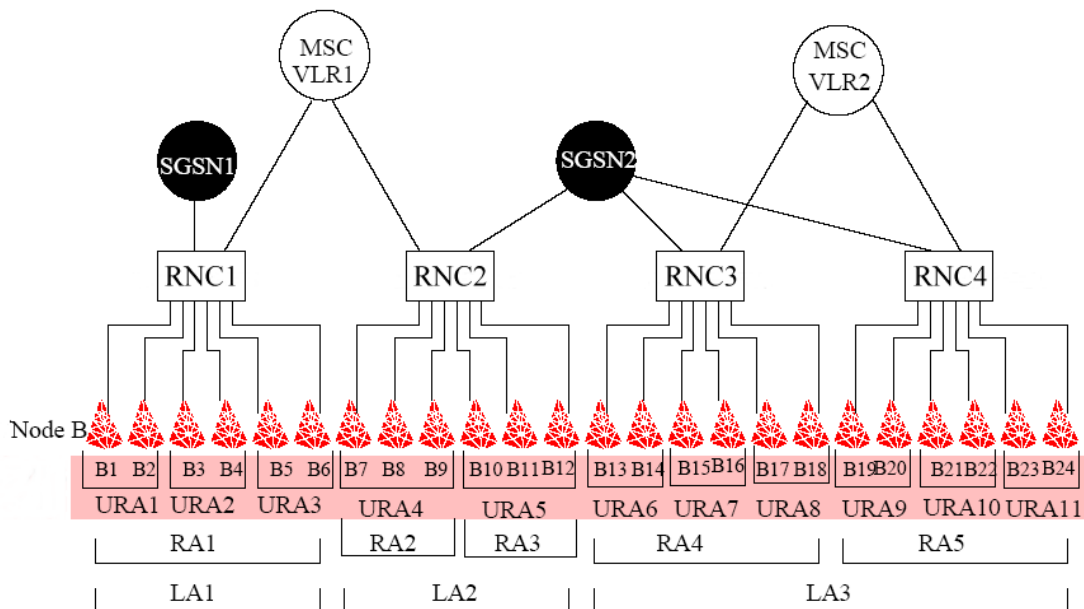 MSC
VLR1
MSC
VLR2
SGSN1
SGSN2
RNC1 RNC2 RNC3 RNC4
Node B
B1 B2 B3 B4 B5 B6 B7 B8 B9 B10 B11 B12 B13 B14 B15 B16 B17 B18 B19 B20 B21 B22 B23 B24
URA1 URA2 URA3 URA4 URA5 URA6 URA7 URA8 URA9 URA10 URA11
RA1 RA2 RA3 RA4 RA5
LA1 LA2 LA3